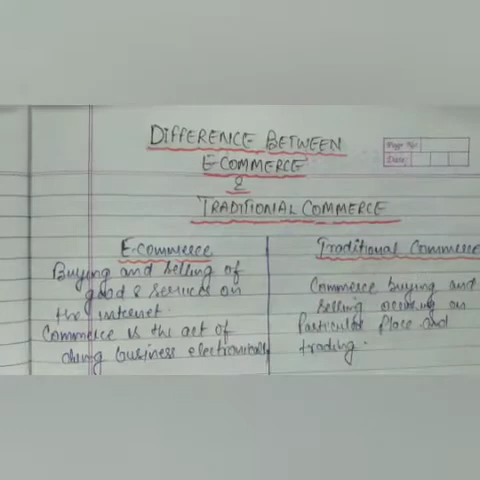 DIFFERENCE BETWEEN
E COMMERCE
&
TRADITIONAL COMMERCE
Page No:
Date:
E-commerce
Buying and selling of
good & services on
the internet.
Commerce is the act of
doing business electronically
Traditional Commerce
Commerce buying and
selling occuring on
Particular place and
trading.